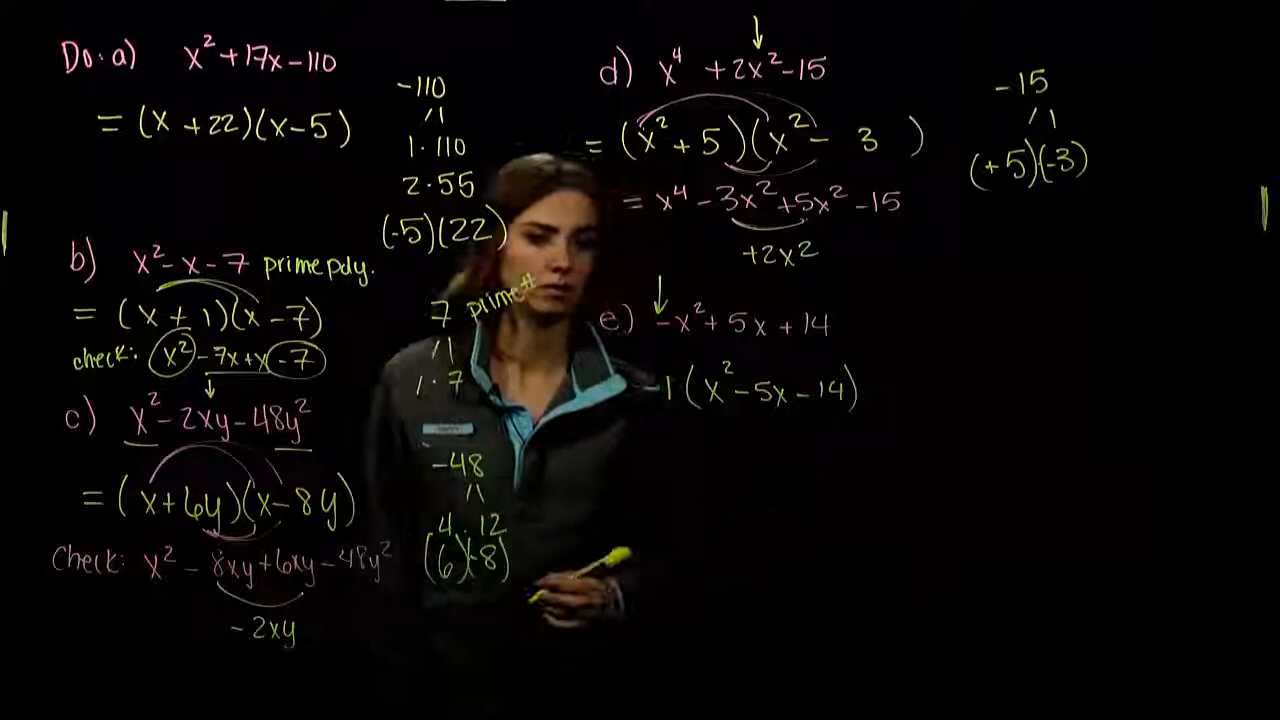 Do: a) x² + 17x - 110
= (x + 22)(x - 5)
-110
/\
1 · 110
2 · 55
(-5)(22)
b) x² - x - 7 prime poly.
= (x + 1)(x - 7)
check: x² - 7x + x - 7
7 prime #
/\
1 · 7
c) x² - 2xy - 48y²
= (x + 6y)(x - 8y)
Check: x² - 8xy + 6xy - 48y²
- 2xy
-48
/\
4 · 12
(6)(-8)
d) x⁴ + 2x² - 15
= (x² + 5)(x² - 3)
= x⁴ - 3x² + 5x² - 15
+2x²
-15
/\
(+5)(-3)
e) -x² + 5x + 14
-1(x² - 5x - 14)